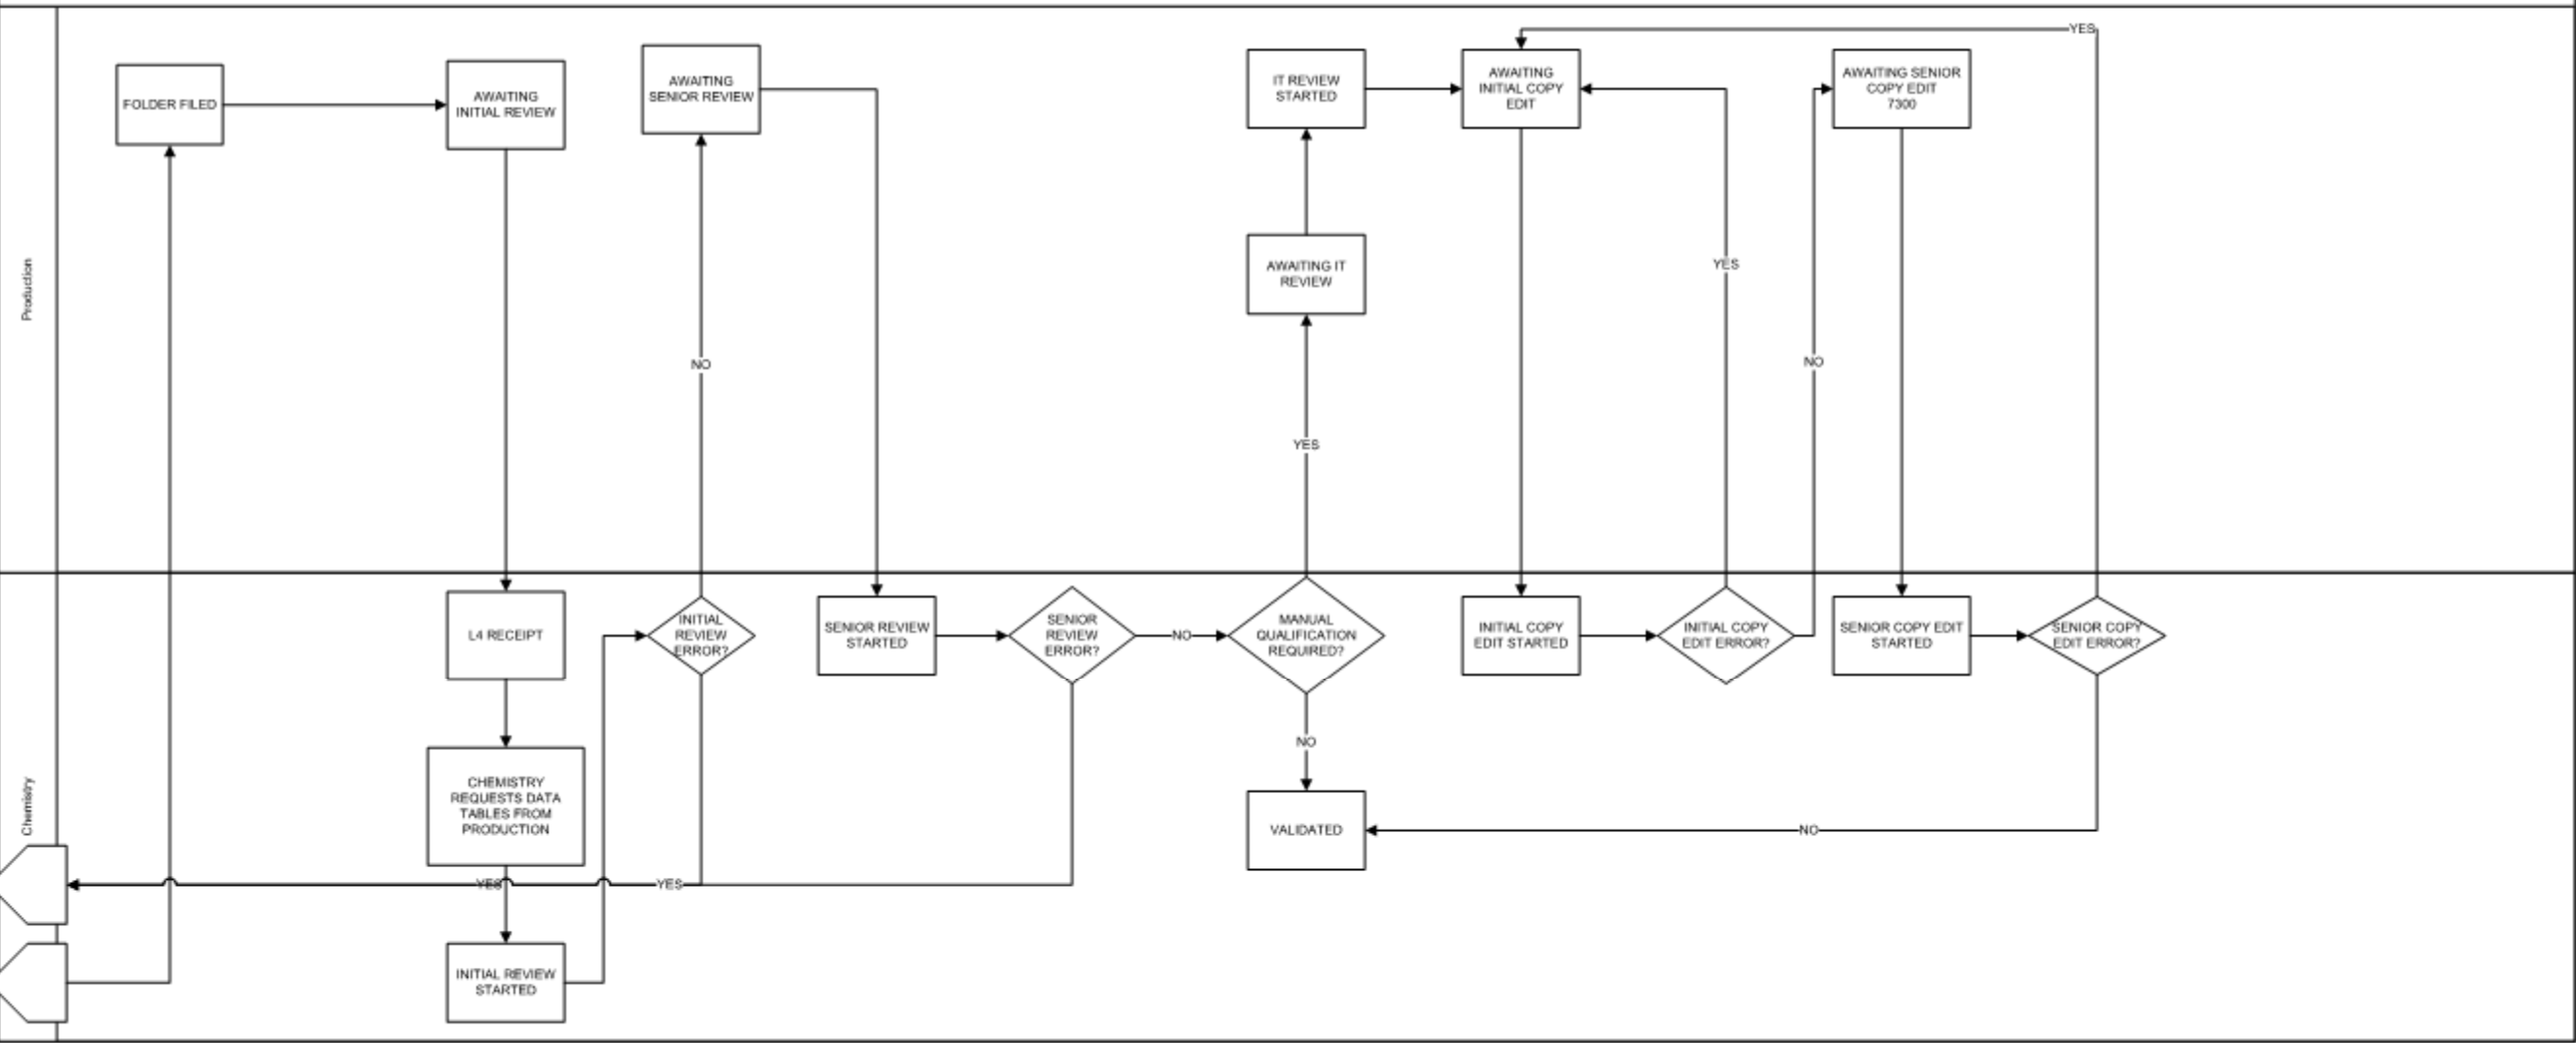 Production
FOLDER FILED
AWAITING
INITIAL REVIEW
AWAITING
SENIOR REVIEW
NO
IT REVIEW
STARTED
AWAITING IT
REVIEW
YES
AWAITING
INITIAL COPY
EDIT
YES
NO
AWAITING SENIOR
COPY EDIT
7300
YES
Chemistry
L4 RECEIPT
CHEMISTRY
REQUESTS DATA
TABLES FROM
PRODUCTION
YES
INITIAL REVIEW
STARTED
INITIAL
REVIEW
ERROR?
YES
SENIOR REVIEW
STARTED
SENIOR
REVIEW
ERROR?
NO
MANUAL
QUALIFICATION
REQUIRED?
NO
VALIDATED
INITIAL COPY
EDIT STARTED
INITIAL COPY
EDIT ERROR?
SENIOR COPY EDIT
STARTED
SENIOR COPY
EDIT ERROR?
NO